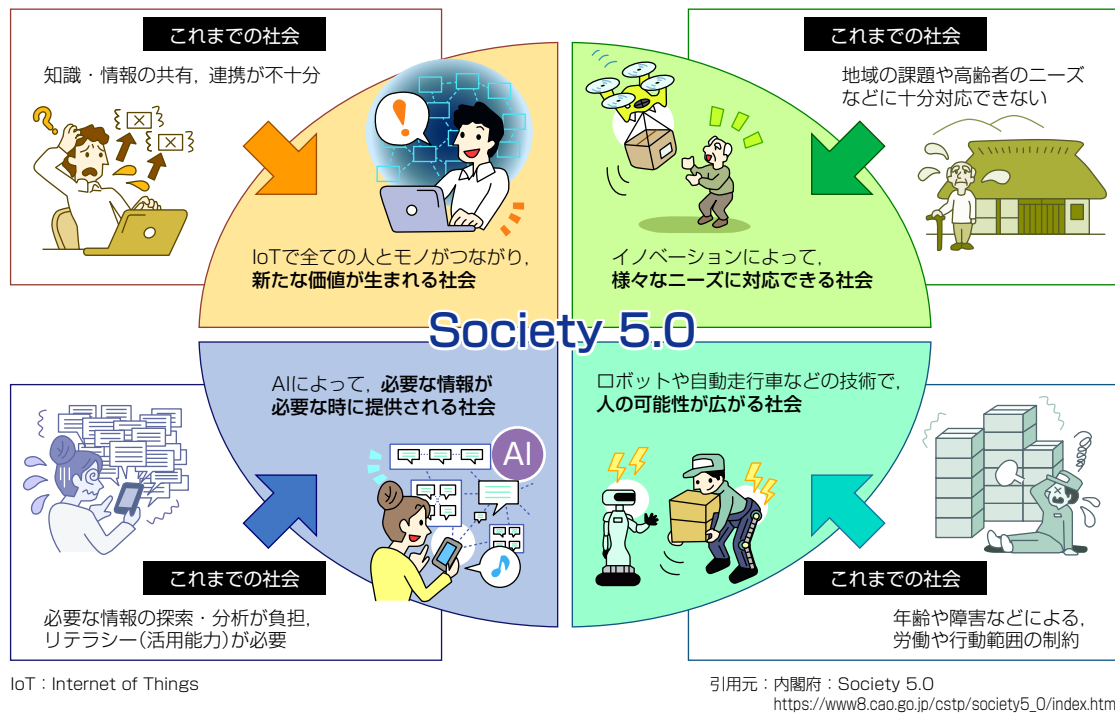 これまでの社会
知識・情報の共有，連携が不十分
IoTで全ての人とモノがつながり，
新たな価値が生まれる社会
これまでの社会
地域の課題や高齢者のニーズ
などに十分対応できない
イノベーションによって，
様々なニーズに対応できる社会
Society 5.0
AIによって，必要な情報が
必要な時に提供される社会
AI
これまでの社会
必要な情報の探索・分析が負担，
リテラシー（活用能力）が必要
ロボットや自動走行車などの技術で，
人の可能性が広がる社会
これまでの社会
年齢や障害などによる，
労働や行動範囲の制約
IoT：Internet of Things
引用元：内閣府：Society 5.0
https://www8.cao.go.jp/cstp/society5_0/index.htm